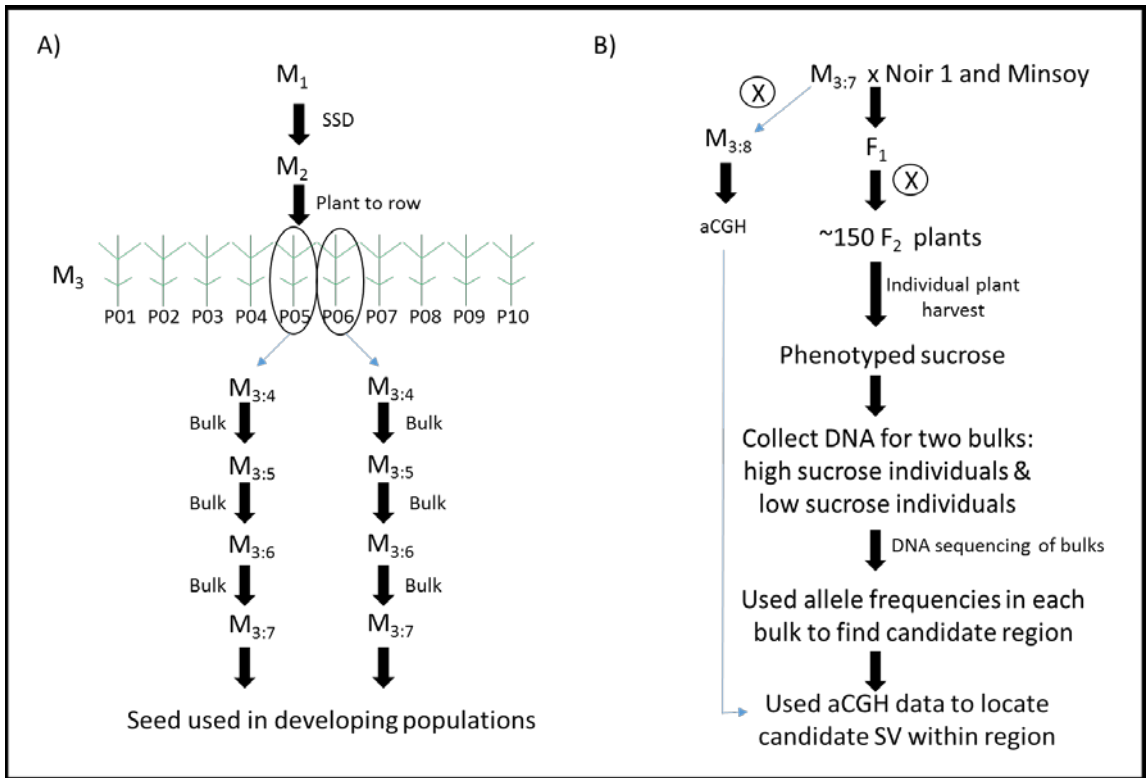 A)
M1
SSD
M2
Plant to row
M3
P01 P02 P03 P04 P05 P06 P07 P08 P09 P10
M3:4 M3:4
Bulk Bulk
M3:5 M3:5
Bulk Bulk
M3:6 M3:6
Bulk Bulk
M3:7 M3:7
Seed used in developing populations
B)
M3:7 x Noir 1 and Minsoy
X
M3:8
aCGH
F1
X
~150 F2 plants
Individual plant
harvest
Phenotyped sucrose
Collect DNA for two bulks:
high sucrose individuals &
low sucrose individuals
DNA sequencing of bulks
Used allele frequencies in each
bulk to find candidate region
Used aCGH data to locate
candidate SV within region